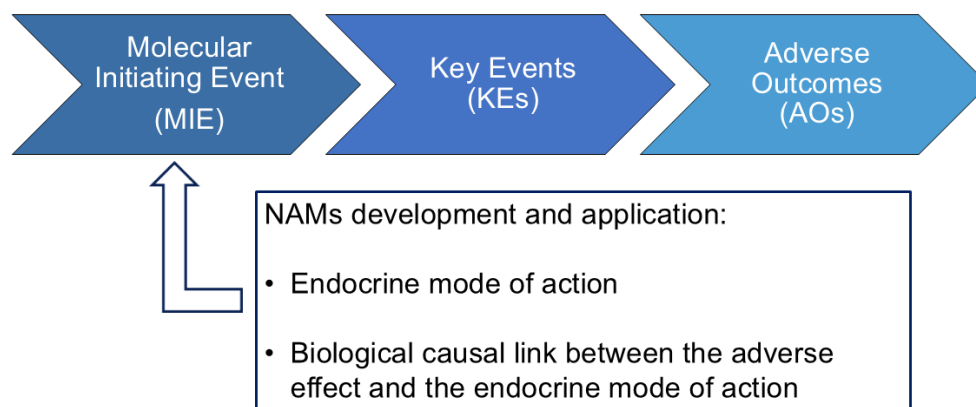 Molecular
Initiating Event
(MIE)
Key Events
(KEs)
Adverse
Outcomes
(AOs)
NAMs development and application:
• Endocrine mode of action
• Biological causal link between the adverse
effect and the endocrine mode of action